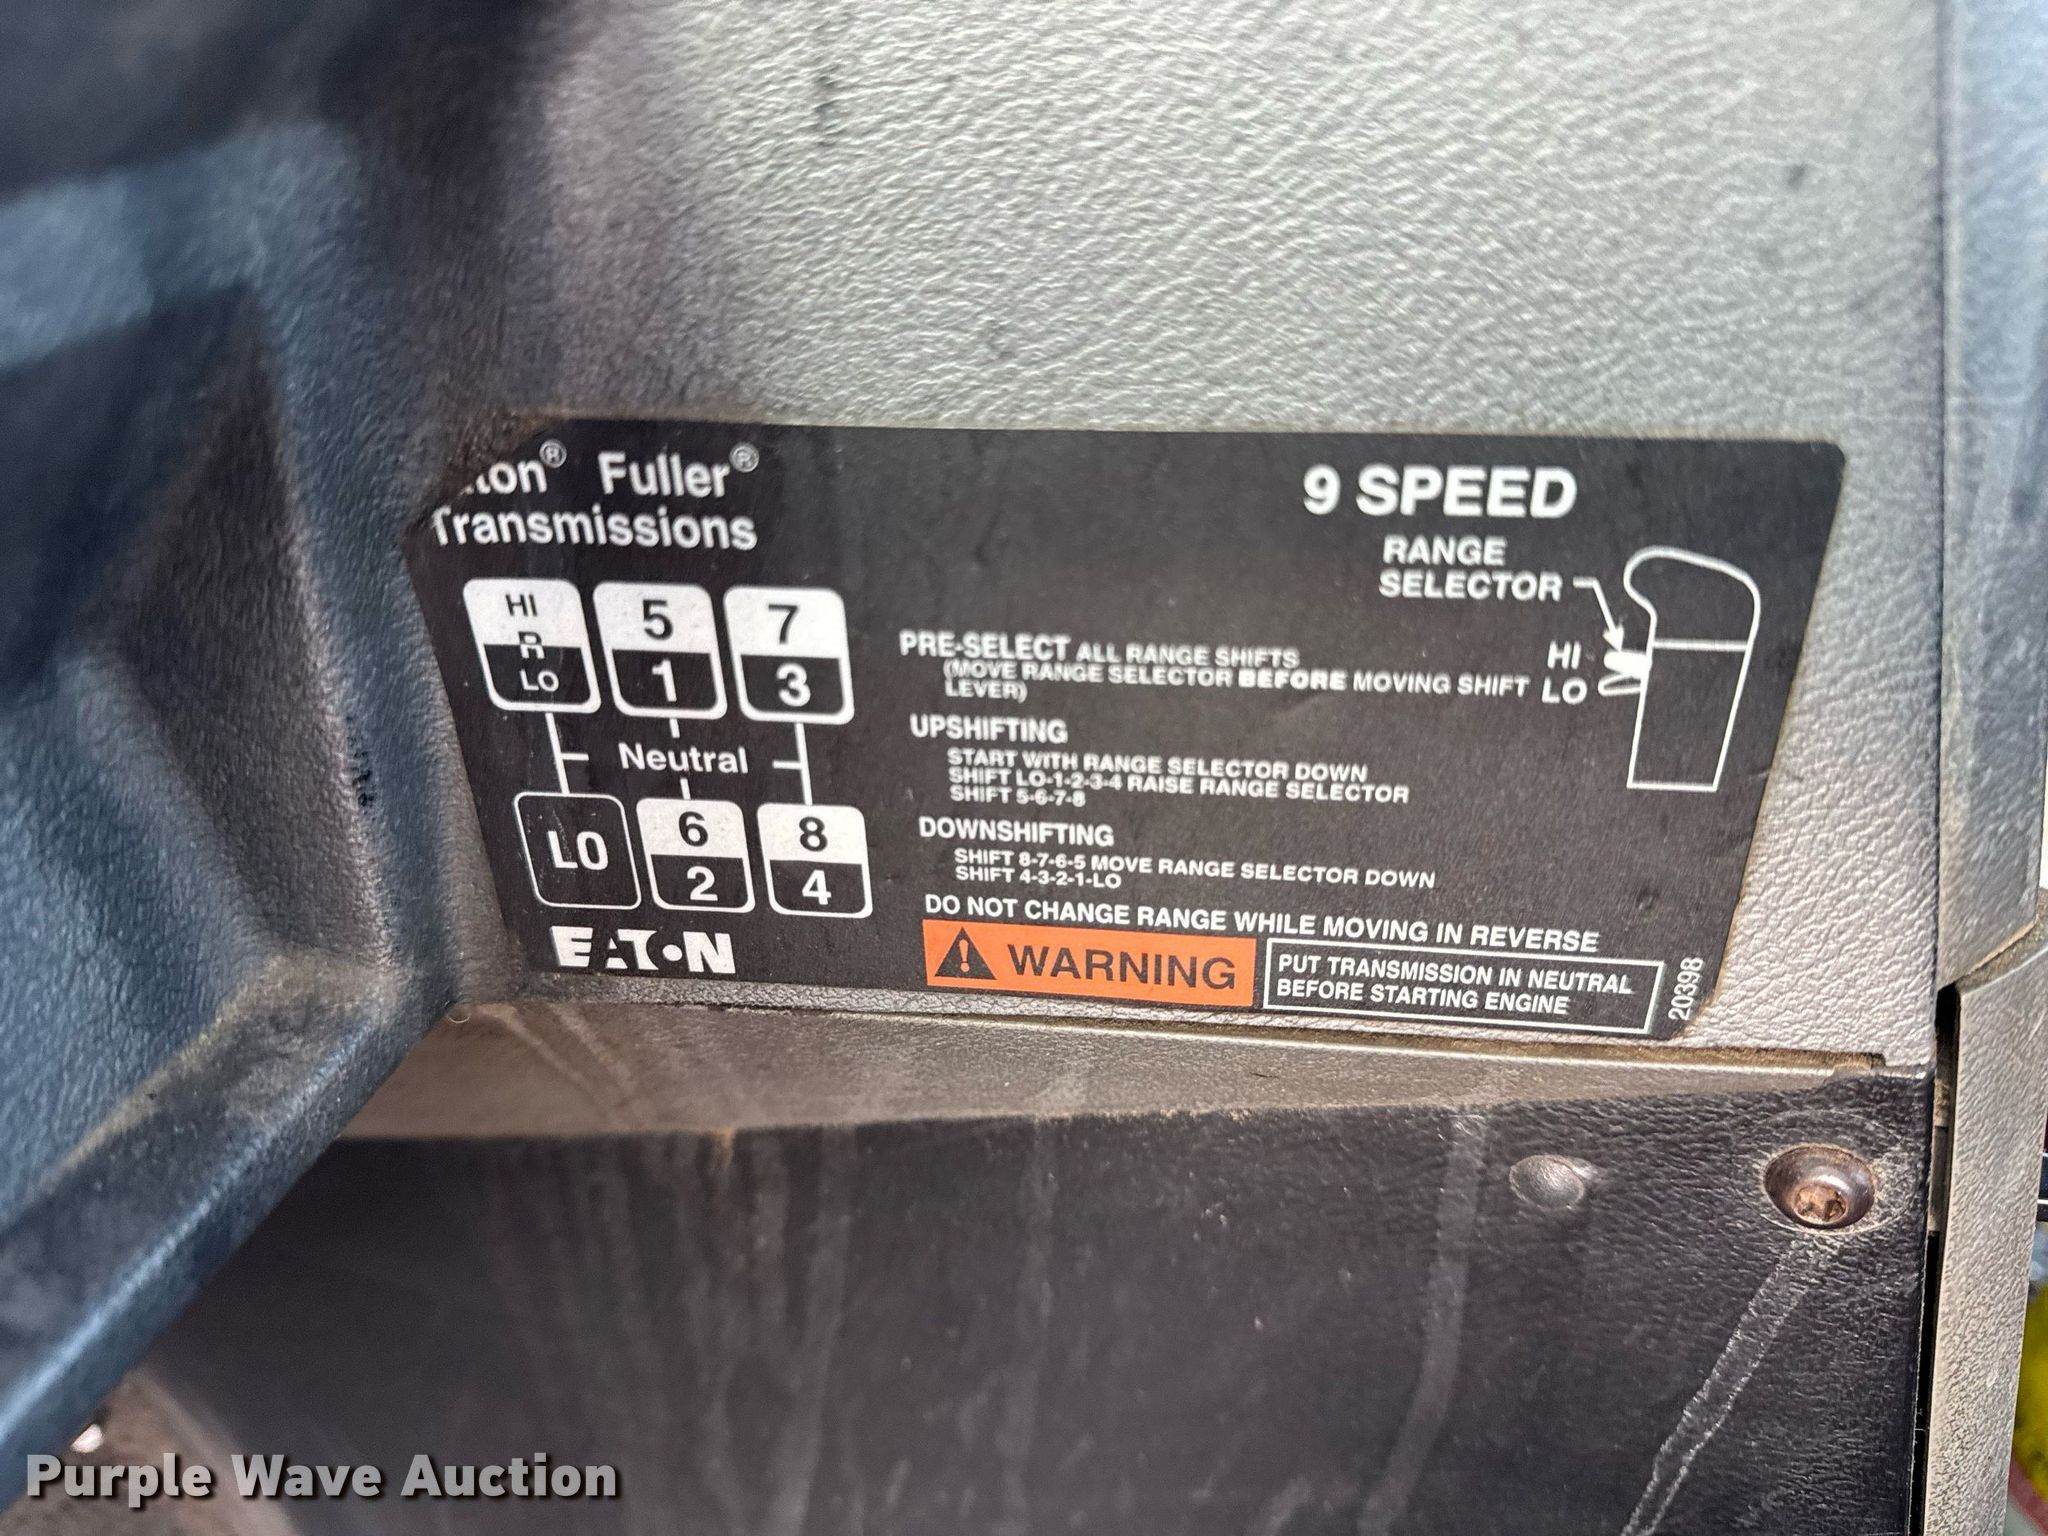 ton® Fuller®
Transmissions
9 SPEED
RANGE
SELECTOR
HI
LO
HI
R
LO
5
1
7
3
Neutral
LO
6
2
8
4
EATON
PRE-SELECT ALL RANGE SHIFTS
(MOVE RANGE SELECTOR BEFORE MOVING SHIFT
LEVER)
UPSHIFTING
START WITH RANGE SELECTOR DOWN
SHIFT LO-1-2-3-4 RAISE RANGE SELECTOR
SHIFT 5-6-7-8
DOWNSHIFTING
SHIFT 8-7-6-5 MOVE RANGE SELECTOR DOWN
SHIFT 4-3-2-1-LO
DO NOT CHANGE RANGE WHILE MOVING IN REVERSE
WARNING
PUT TRANSMISSION IN NEUTRAL
BEFORE STARTING ENGINE
20398
Purple Wave Auction